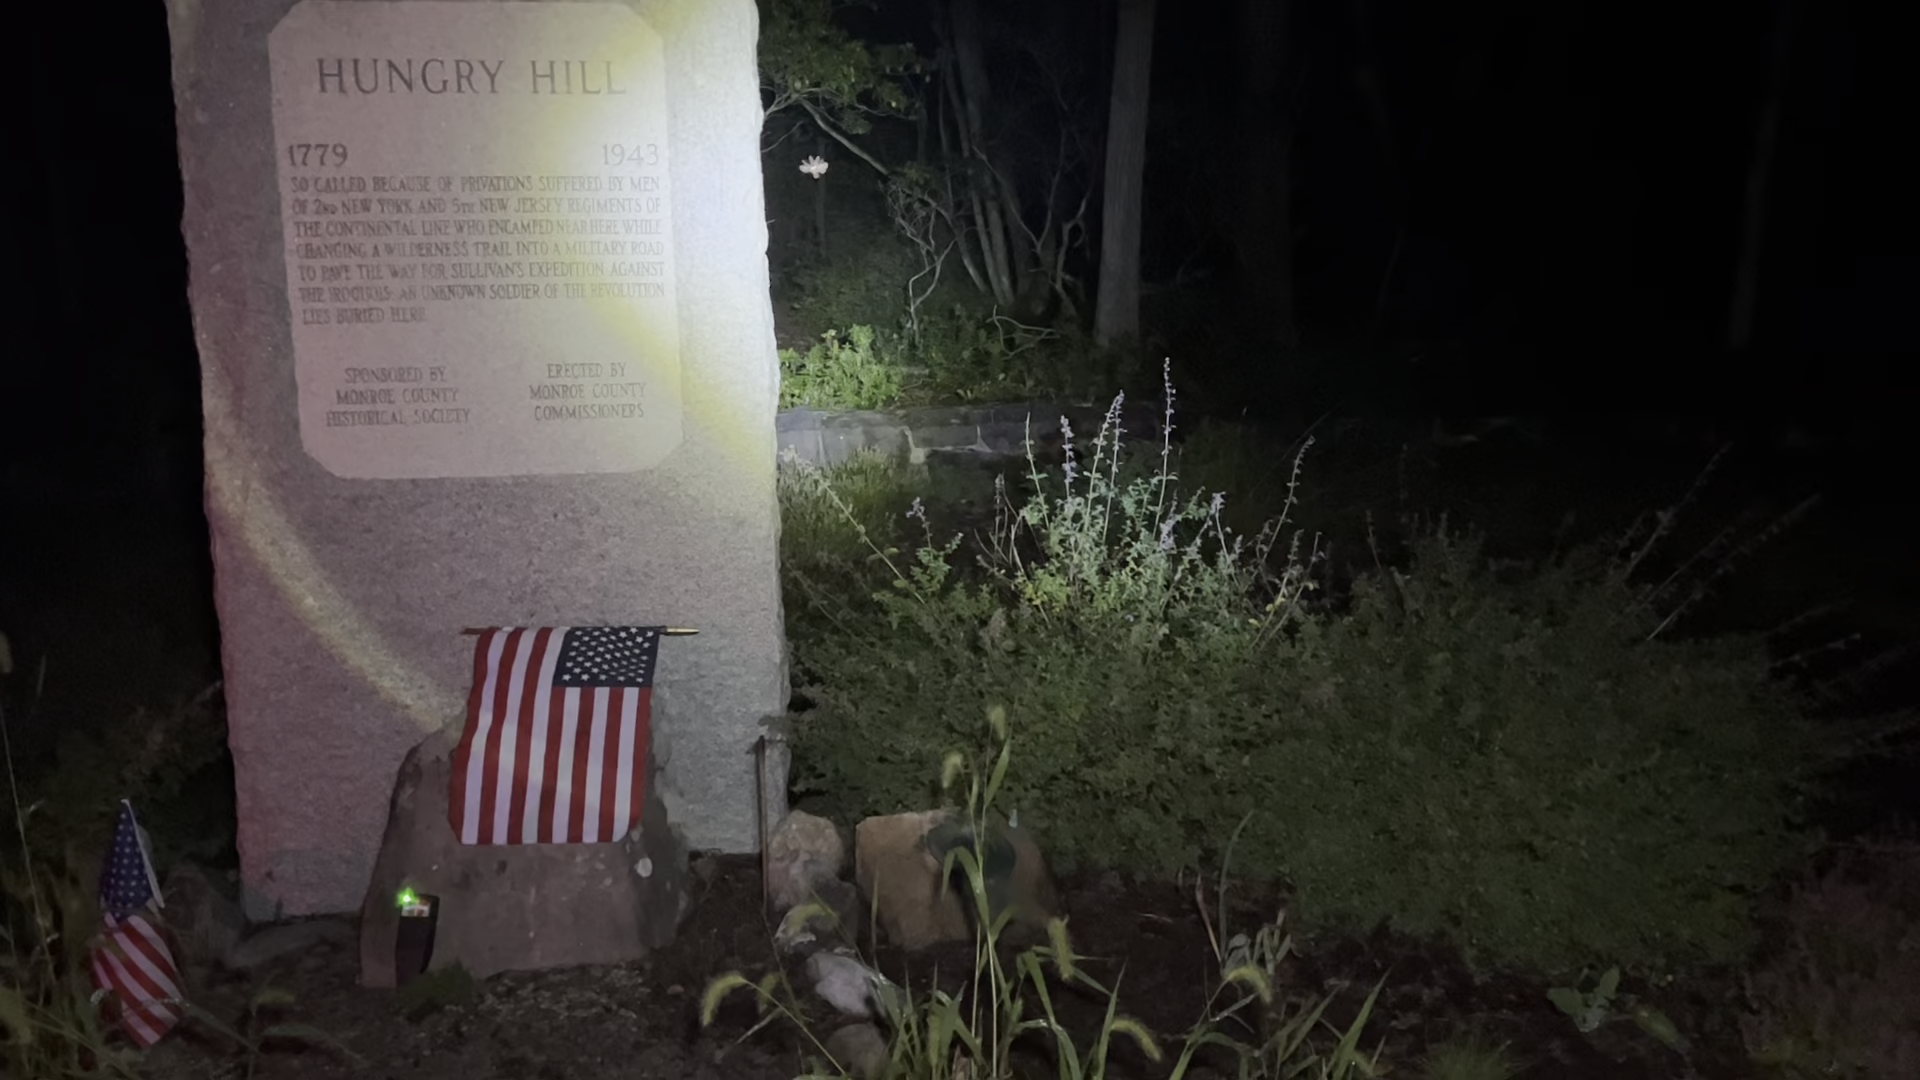 HUNGRY HILL
1779 1943
SO CALLED BECAUSE OF PRIVATIONS SUFFERED BY MEN
OF 2ND NEW YORK AND 5TH NEW JERSEY REGIMENTS OF
THE CONTINENTAL LINE WHO ENCAMPED NEAR HERE WHILE
CHANGING A WILDERNESS TRAIL INTO A MILITARY ROAD
TO PAVE THE WAY FOR SULLIVAN'S EXPEDITION AGAINST
THE IROQUOIS. AN UNKNOWN SOLDIER OF THE REVOLUTION
LIES BURIED HERE.
SPONSORED BY
MONROE COUNTY
HISTORICAL SOCIETY
ERECTED BY
MONROE COUNTY
COMMISSIONERS